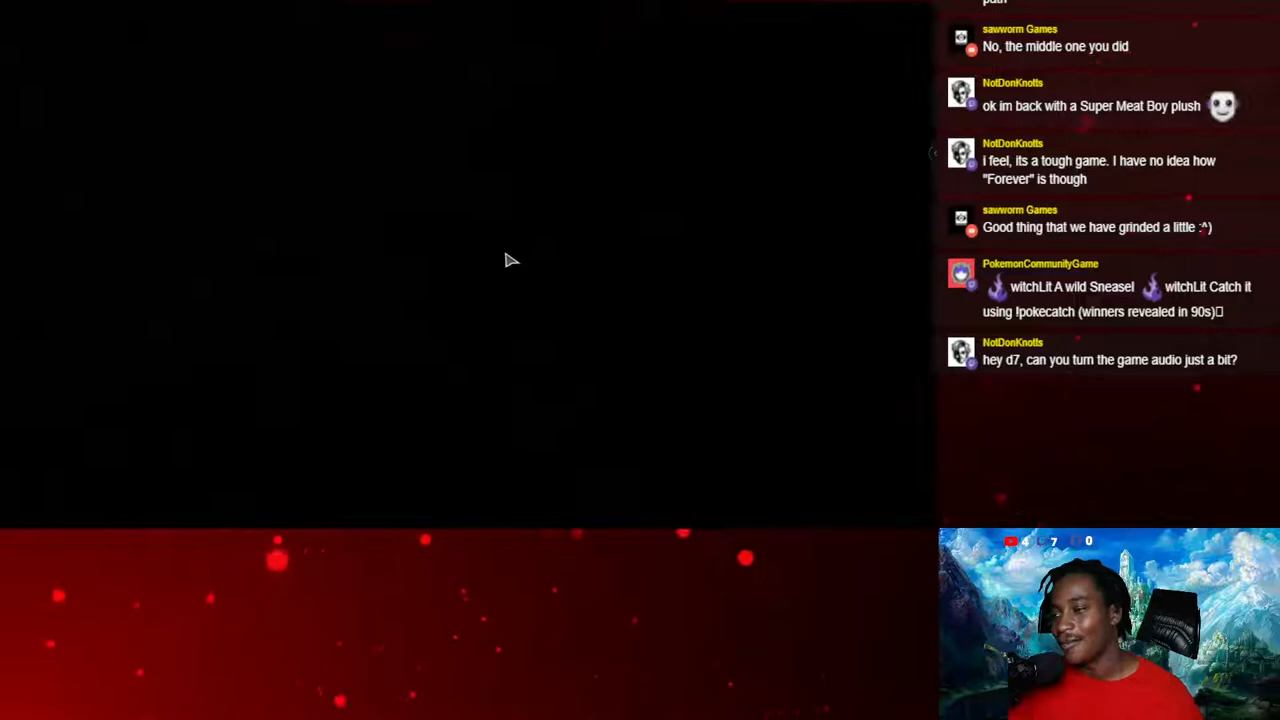 path
sawworm Games
No, the middle one you did
NotDonKnotts
ok im back with a Super Meat Boy plush
NotDonKnotts
i feel, its a tough game. I have no idea how
"Forever" is though
sawworm Games
Good thing that we have grinded a little :^)
PokemonCommunityGame
witchLit A wild Sneasel witchLit Catch it
using !pokecatch (winners revealed in 90s)
NotDonKnotts
hey d7, can you turn the game audio just a bit?
4 7 0